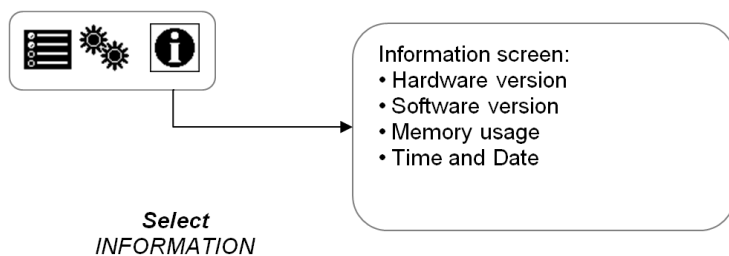 Information screen:
• Hardware version
• Software version
• Memory usage
• Time and Date
Select
INFORMATION